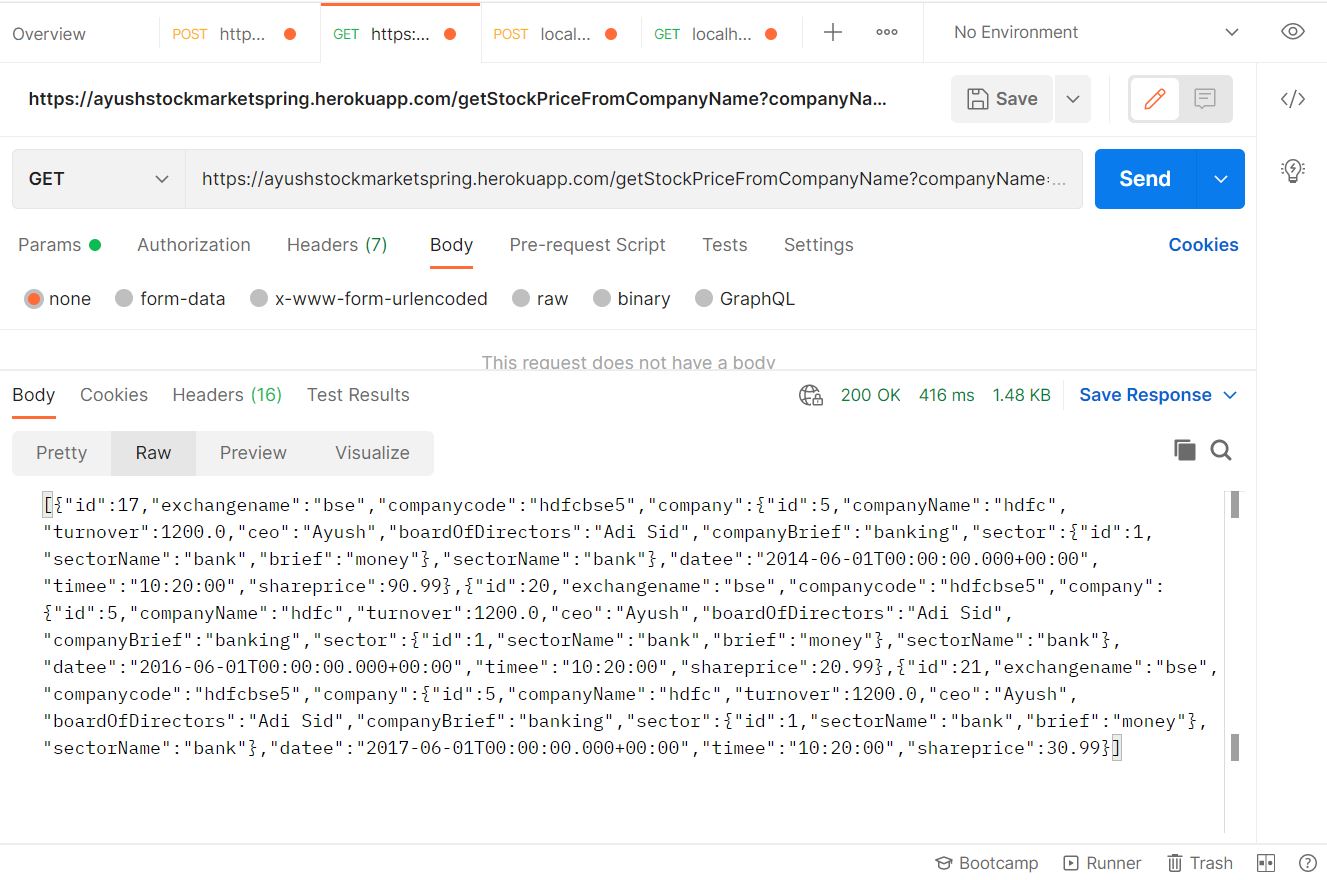 Overview POST http... GET https:... POST local... GET localh... No Environment
https://ayushstockmarketspring.herokuapp.com/getStockPriceFromCompanyName?companyNa... Save
GET https://ayushstockmarketspring.herokuapp.com/getStockPriceFromCompanyName?companyName=... Send
Params Authorization Headers (7) Body Pre-request Script Tests Settings Cookies
none form-data x-www-form-urlencoded raw binary GraphQL
This request does not have a body
Body Cookies Headers (16) Test Results 200 OK 416 ms 1.48 KB Save Response
Pretty Raw Preview Visualize
[{"id":17,"exchangename":"bse","companycode":"hdfcbse5","company":{"id":5,"companyName":"hdfc",
"turnover":1200.0,"ceo":"Ayush","boardOfDirectors":"Adi Sid","companyBrief":"banking","sector":{"id":1,
"sectorName":"bank","brief":"money"},"sectorName":"bank"},"datee":"2014-06-01T00:00:00.000+00:00",
"timee":"10:20:00","shareprice":90.99},{"id":20,"exchangename":"bse","companycode":"hdfcbse5","company":
{"id":5,"companyName":"hdfc","turnover":1200.0,"ceo":"Ayush","boardOfDirectors":"Adi Sid",
"companyBrief":"banking","sector":{"id":1,"sectorName":"bank","brief":"money"},"sectorName":"bank"},
"datee":"2016-06-01T00:00:00.000+00:00","timee":"10:20:00","shareprice":20.99},{"id":21,"exchangename":"bse",
"companycode":"hdfcbse5","company":{"id":5,"companyName":"hdfc","turnover":1200.0,"ceo":"Ayush",
"boardOfDirectors":"Adi Sid","companyBrief":"banking","sector":{"id":1,"sectorName":"bank","brief":"money"},
"sectorName":"bank"},"datee":"2017-06-01T00:00:00.000+00:00","timee":"10:20:00","shareprice":30.99}]
Bootcamp Runner Trash